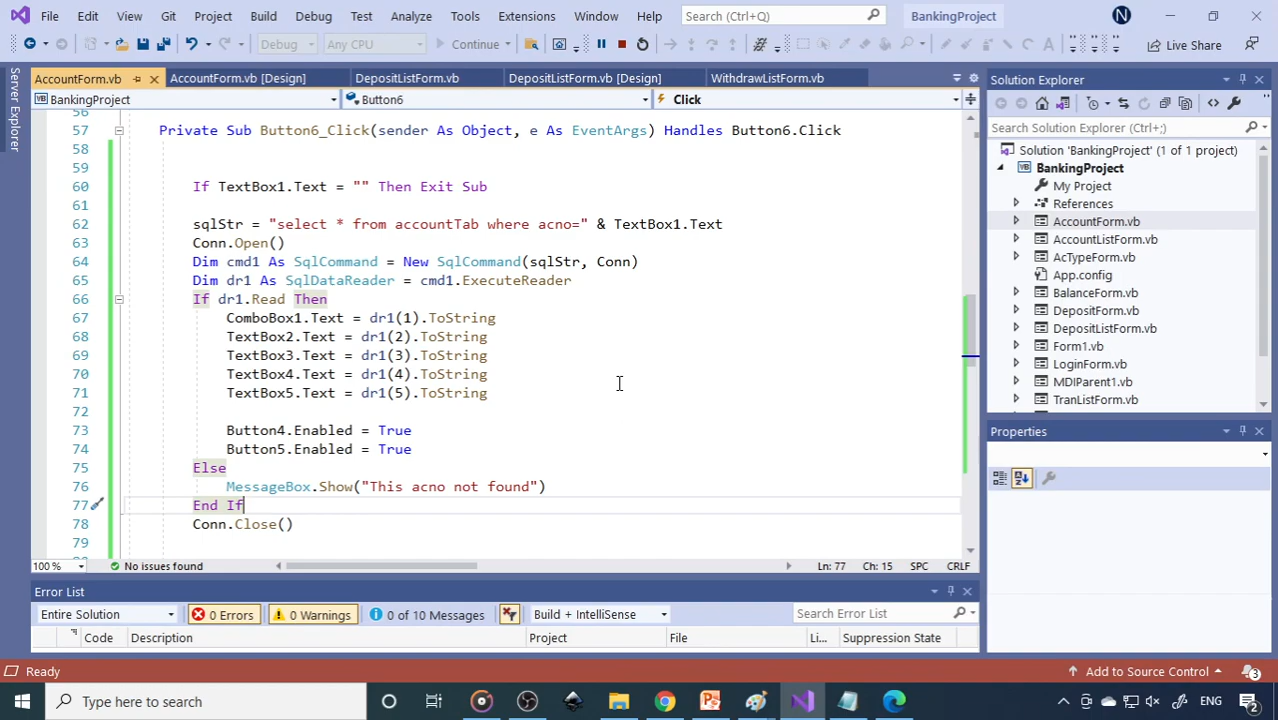 File Edit View Git Project Build Debug Test Analyze Tools Extensions Window Help Search (Ctrl+Q) BankingProject N
Debug Any CPU Continue Live Share
Server Explorer
AccountForm.vb AccountForm.vb [Design] DepositListForm.vb DepositListForm.vb [Design] WithdrawListForm.vb
BankingProject Button6 Click
56
57 Private Sub Button6_Click(sender As Object, e As EventArgs) Handles Button6.Click
58
59
60 If TextBox1.Text = "" Then Exit Sub
61
62 sqlStr = "select * from accountTab where acno=" & TextBox1.Text
63 Conn.Open()
64 Dim cmd1 As SqlCommand = New SqlCommand(sqlStr, Conn)
65 Dim dr1 As SqlDataReader = cmd1.ExecuteReader
66 If dr1.Read Then
67 ComboBox1.Text = dr1(1).ToString
68 TextBox2.Text = dr1(2).ToString
69 TextBox3.Text = dr1(3).ToString
70 TextBox4.Text = dr1(4).ToString
71 TextBox5.Text = dr1(5).ToString
72
73 Button4.Enabled = True
74 Button5.Enabled = True
75 Else
76 MessageBox.Show("This acno not found")
77 End If
78 Conn.Close()
79
100 % No issues found Ln: 77 Ch: 15 SPC CRLF
Error List
Entire Solution 0 Errors 0 Warnings 0 of 10 Messages Build + IntelliSense Search Error List
Code Description Project File Li... Suppression State
Solution Explorer
Search Solution Explorer (Ctrl+;)
Solution 'BankingProject' (1 of 1 project)
BankingProject
My Project
References
AccountForm.vb
AccountListForm.vb
AcTypeForm.vb
App.config
BalanceForm.vb
DepositForm.vb
DepositListForm.vb
Form1.vb
LoginForm.vb
MDIParent1.vb
TranListForm.vb
Properties
Ready Add to Source Control 3
Type here to search ENG 2